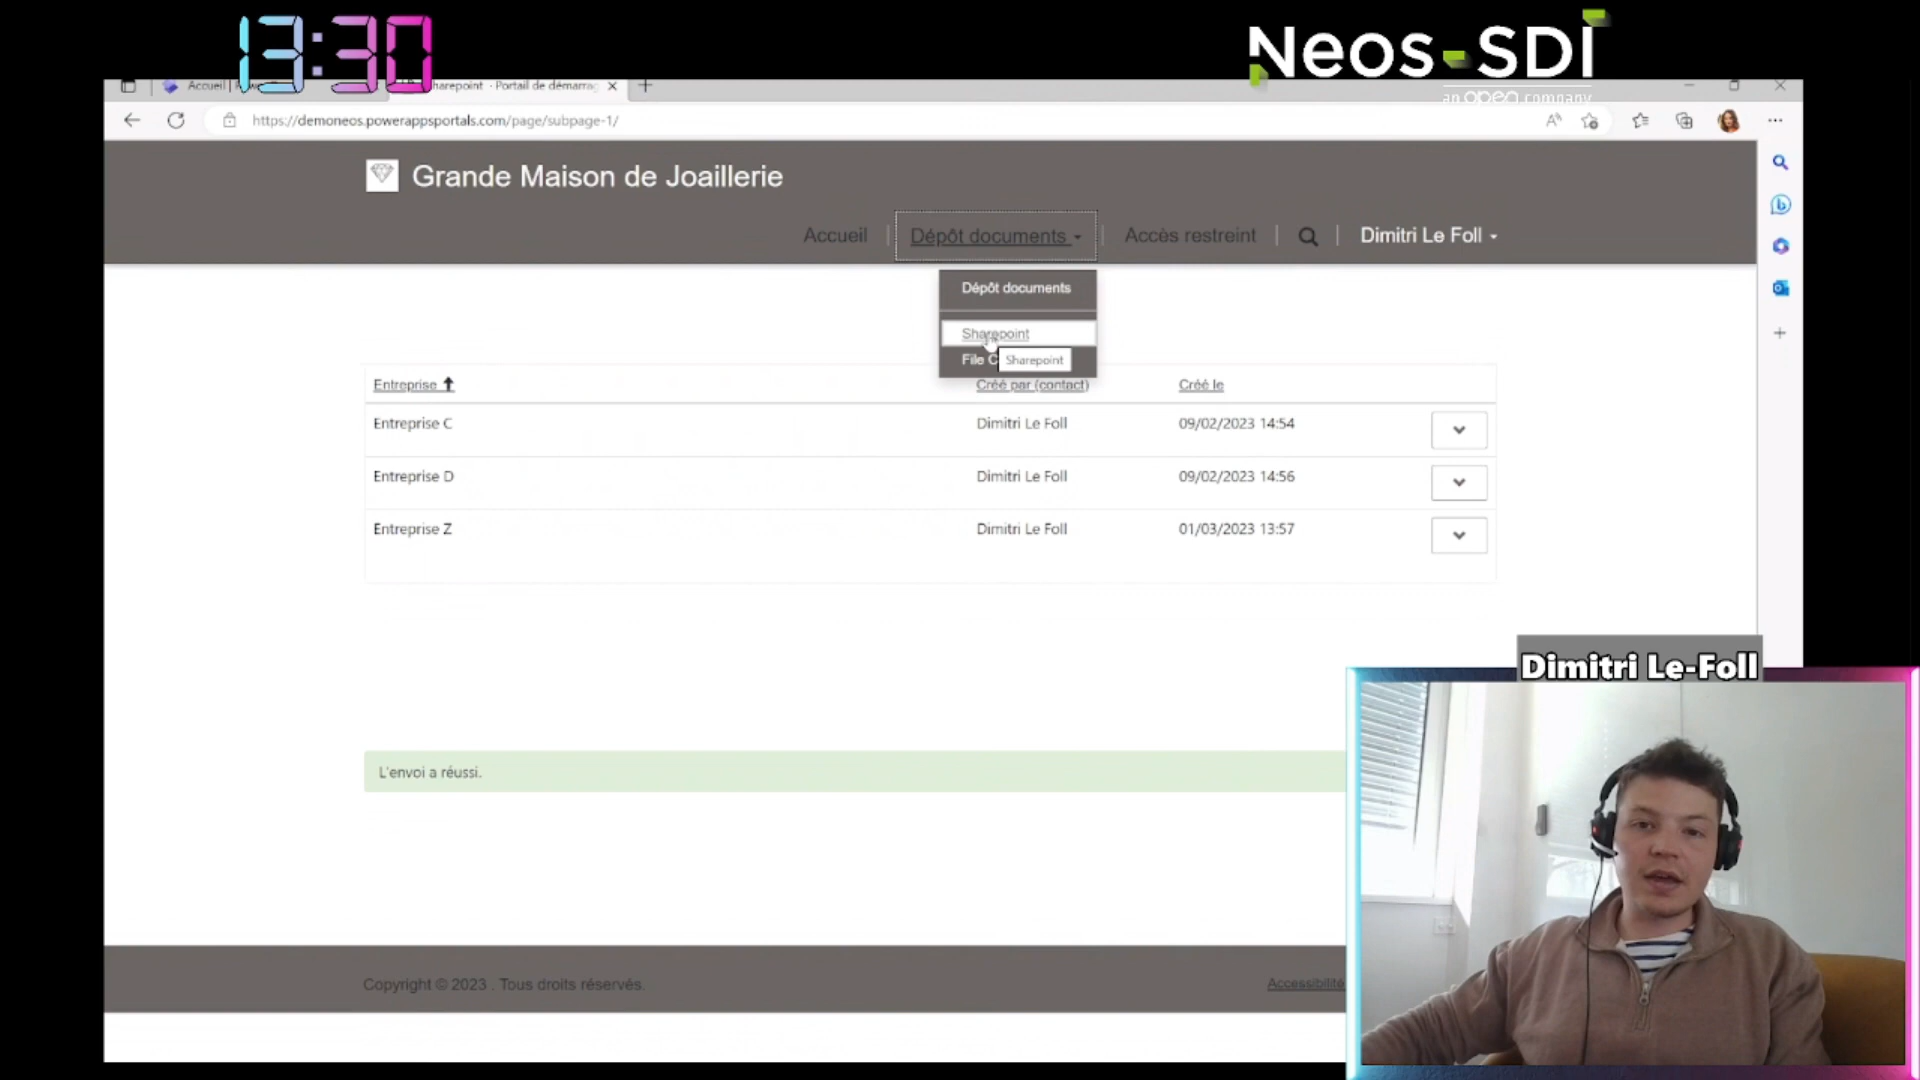 13:30
Neos-SDI
an open company
Accueil
Sharepoint · Portail de démarra
https://demoneos.powerappsportals.com/page/subpage-1/
Grande Maison de Joaillerie
Accueil
Dépôt documents
Accès restreint
Dimitri Le Foll
Dépôt documents
Sharepoint
File C
Sharepoint
Entreprise
Créé par (contact)
Créé le
Entreprise C
Dimitri Le Foll
09/02/2023 14:54
Entreprise D
Dimitri Le Foll
09/02/2023 14:56
Entreprise Z
Dimitri Le Foll
01/03/2023 13:57
Dimitri Le-Foll
L'envoi a réussi.
Copyright © 2023 . Tous droits réservés.
Accessibilité